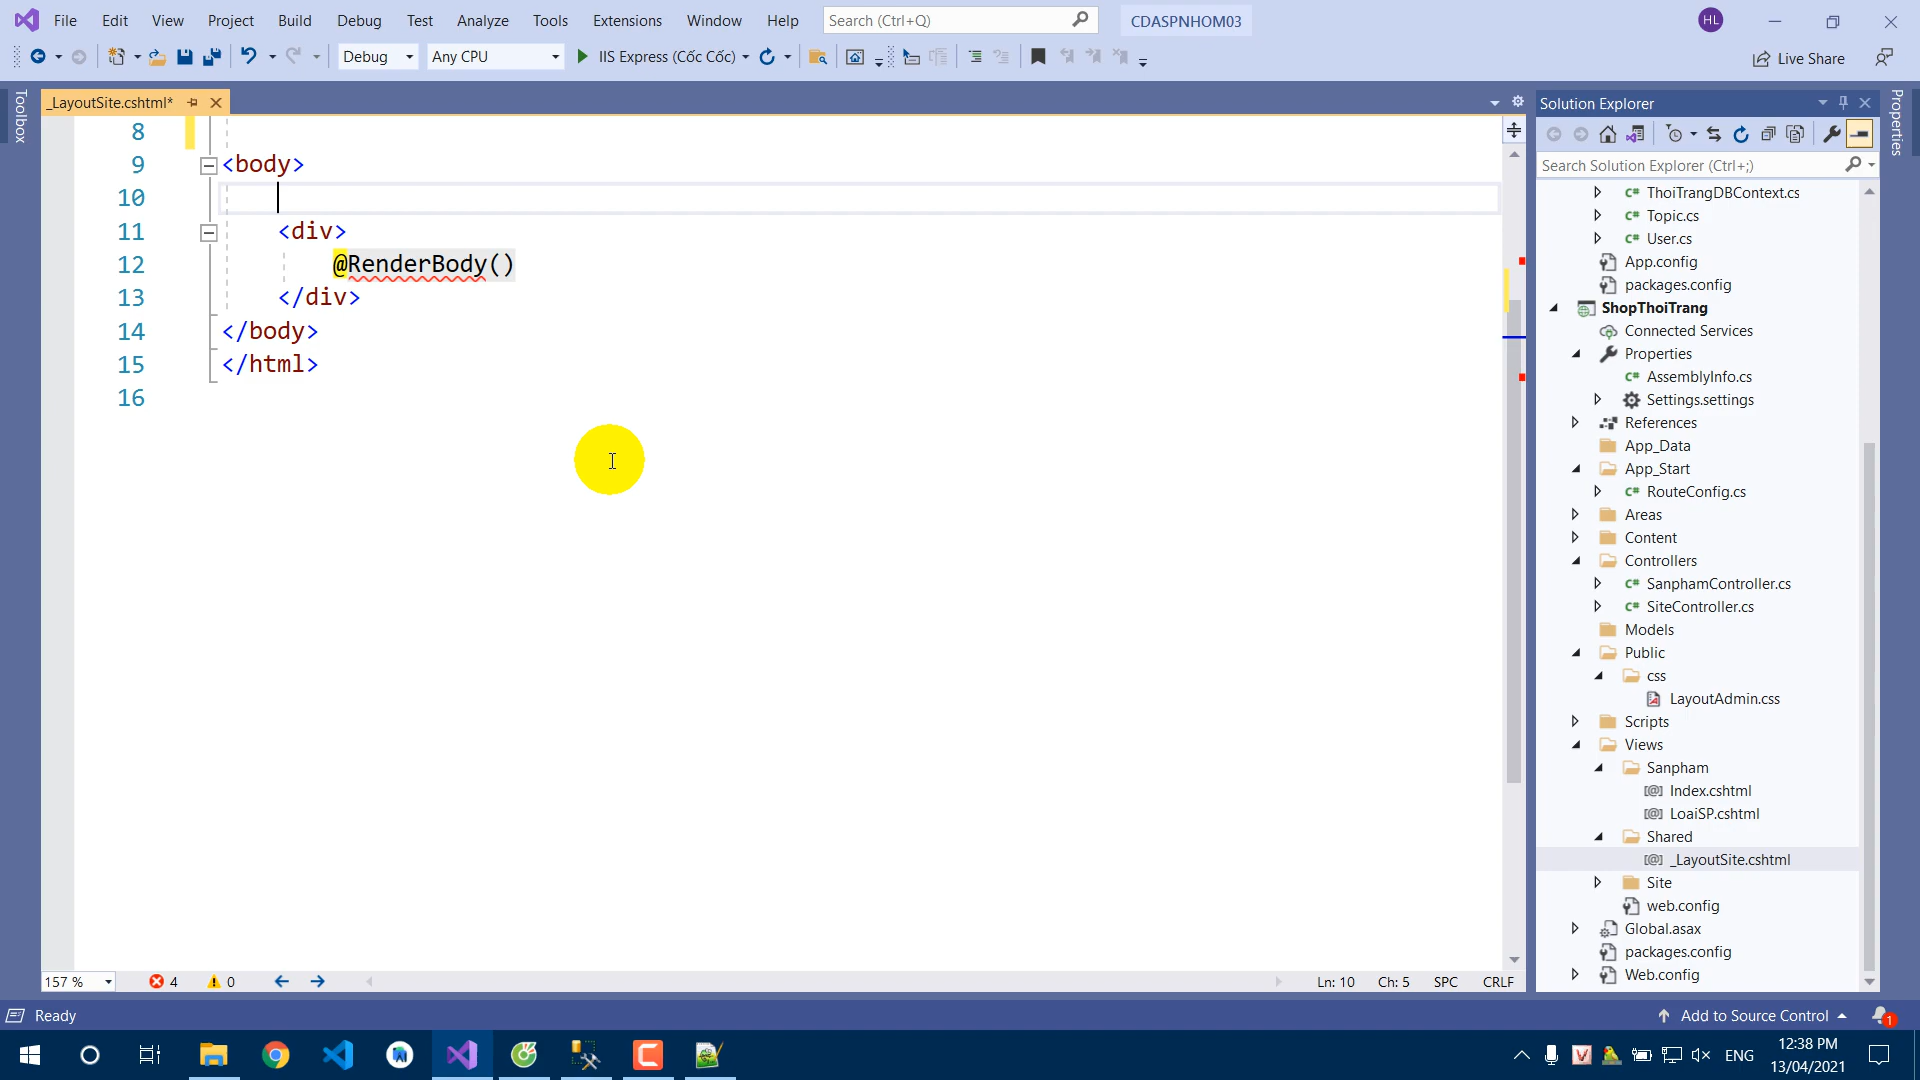 File Edit View Project Build Debug Test Analyze Tools Extensions Window Help Search (Ctrl+Q) CDASPNHOM03 HL
Debug Any CPU IIS Express (Cốc Cốc) Live Share
Toolbox
_LayoutSite.cshtml*
8
9 <body>
10
11 <div>
12 @RenderBody()
13 </div>
14 </body>
15 </html>
16
157 % 4 0 Ln: 10 Ch: 5 SPC CRLF
Solution Explorer
Search Solution Explorer (Ctrl+;)
C# ThoiTrangDBContext.cs
C# Topic.cs
C# User.cs
App.config
packages.config
ShopThoiTrang
Connected Services
Properties
C# AssemblyInfo.cs
Settings.settings
References
App_Data
App_Start
C# RouteConfig.cs
Areas
Content
Controllers
C# SanphamController.cs
C# SiteController.cs
Models
Public
css
LayoutAdmin.css
Scripts
Views
Sanpham
[@] Index.cshtml
[@] LoaiSP.cshtml
Shared
[@] _LayoutSite.cshtml
Site
web.config
Global.asax
packages.config
Web.config
Properties
Ready Add to Source Control 1
ENG 12:38 PM
13/04/2021